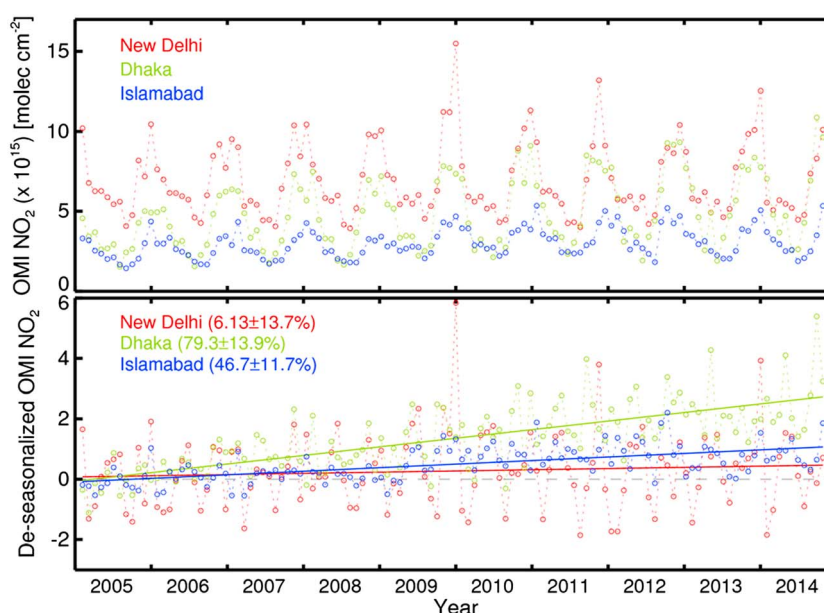 OMI NO2 (x 10^15) [molec cm^-2]
15
10
5
0
New Delhi
Dhaka
Islamabad
De-seasonalized OMI NO2
6
4
2
0
-2
New Delhi (6.13±13.7%)
Dhaka (79.3±13.9%)
Islamabad (46.7±11.7%)
2005 2006 2007 2008 2009 2010 2011 2012 2013 2014
Year